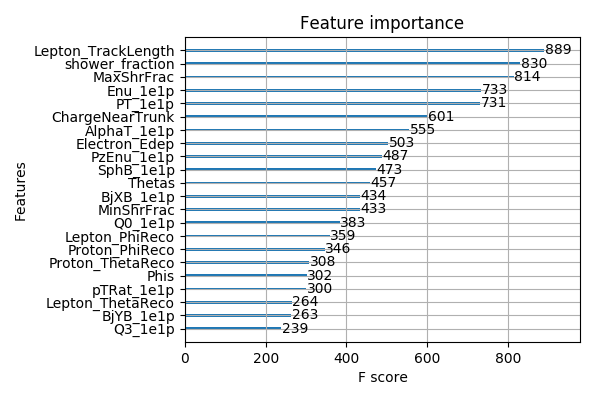 Feature importance
Features
Lepton_TrackLength 889
shower_fraction 830
MaxShrFrac 814
Enu_1e1p 733
PT_1e1p 731
ChargeNearTrunk 601
AlphaT_1e1p 555
Electron_Edep 503
PzEnu_1e1p 487
SphB_1e1p 473
Thetas 457
BjXB_1e1p 434
MinShrFrac 433
Q0_1e1p 383
Lepton_PhiReco 359
Proton_PhiReco 346
Proton_ThetaReco 308
Phis 302
pTRat_1e1p 300
Lepton_ThetaReco 264
BjYB_1e1p 263
Q3_1e1p 239
0 200 400 600 800
F score